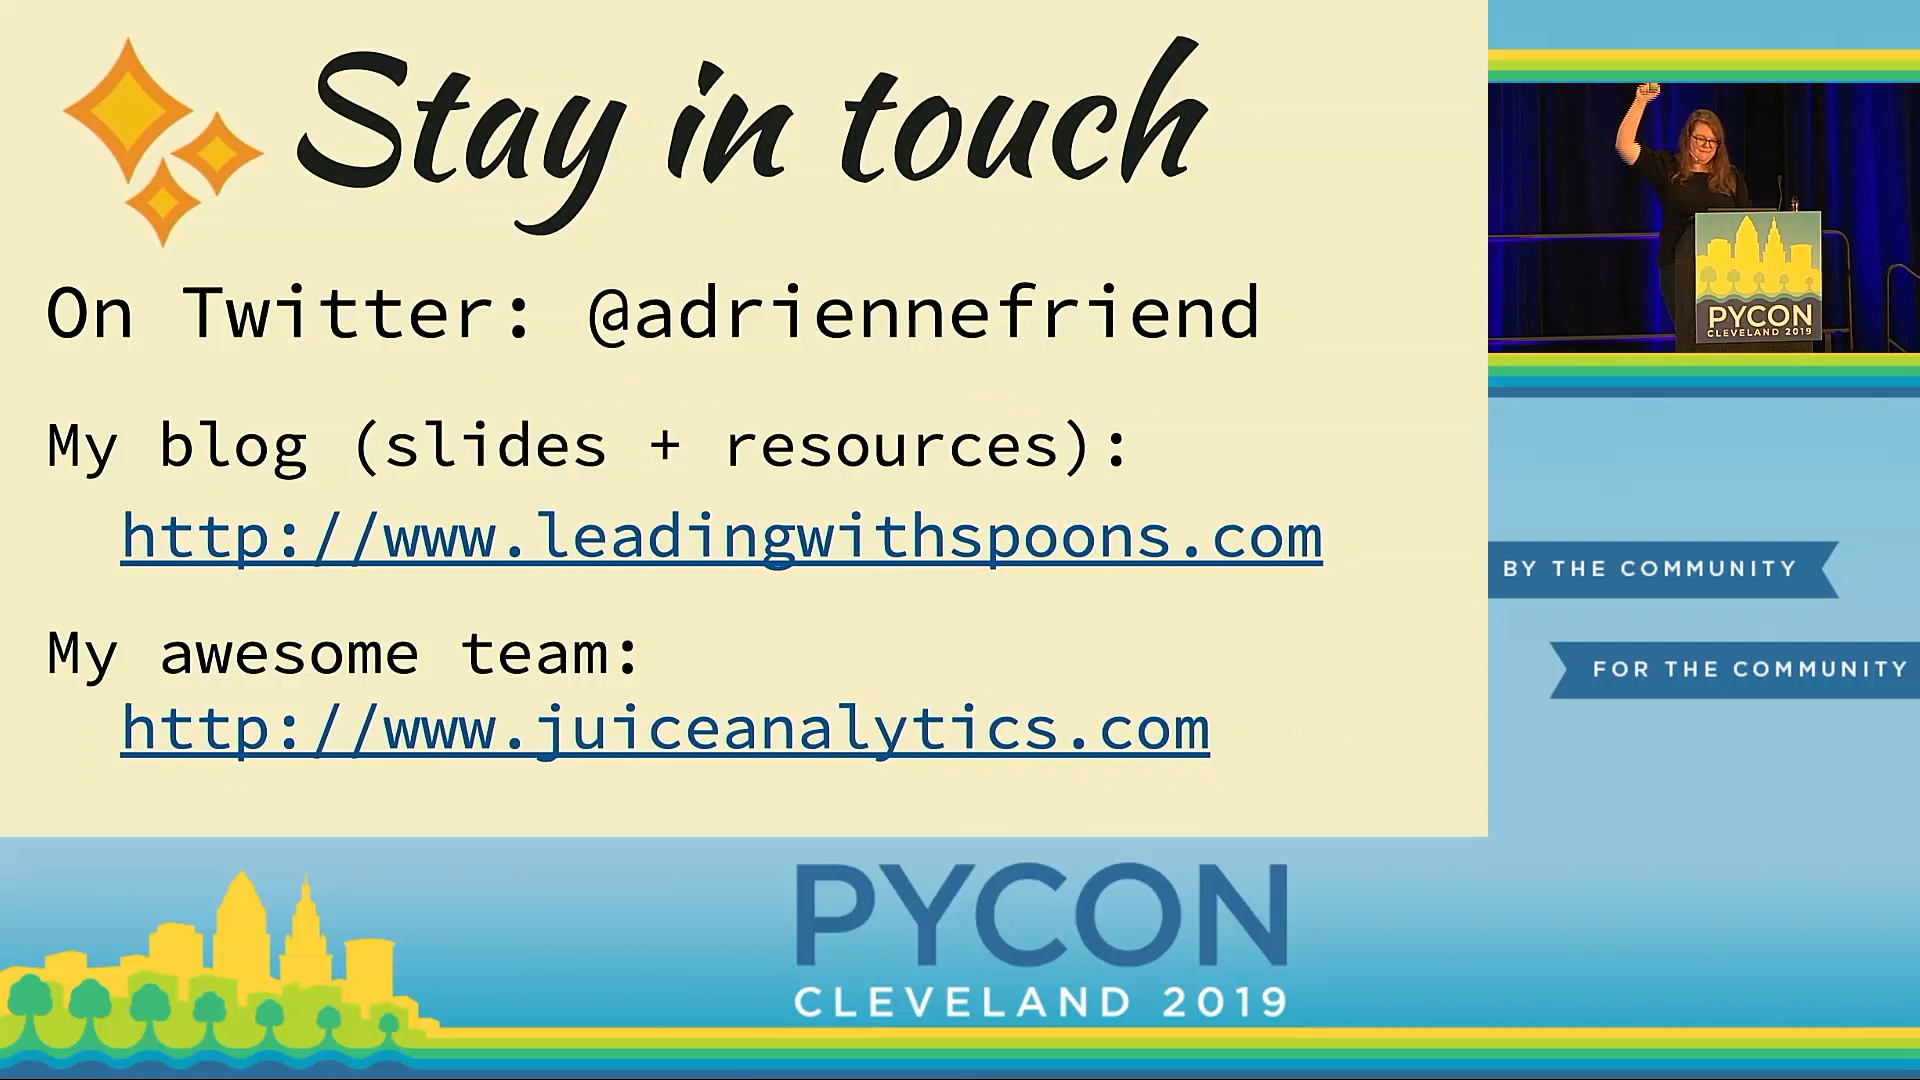 Stay in touch
On Twitter: @adriennefriend
My blog (slides + resources):
http://www.leadingwithspoons.com
My awesome team:
http://www.juiceanalytics.com
PYCON
CLEVELAND 2019
BY THE COMMUNITY
FOR THE COMMUNITY
PYCON
CLEVELAND 2019